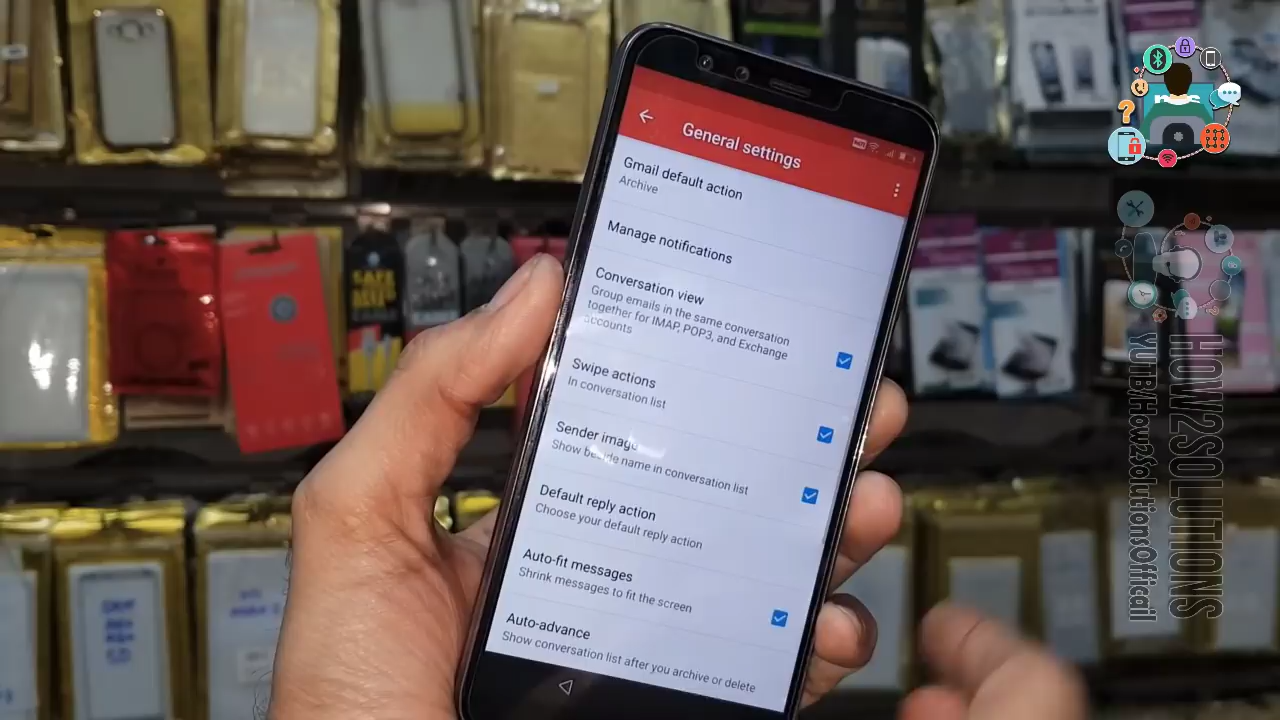 General settings
Gmail default action
Archive
Manage notifications
Conversation view
Group emails in the same conversation
together for IMAP, POP3, and Exchange
accounts
Swipe actions
In conversation list
Sender image
Show beside name in conversation list
Default reply action
Choose your default reply action
Auto-fit messages
Shrink messages to fit the screen
Auto-advance
Show conversation list after you archive or delete
HOW2SOLUTIONS
YUTB/How2SolutionsOffcail
SAFE